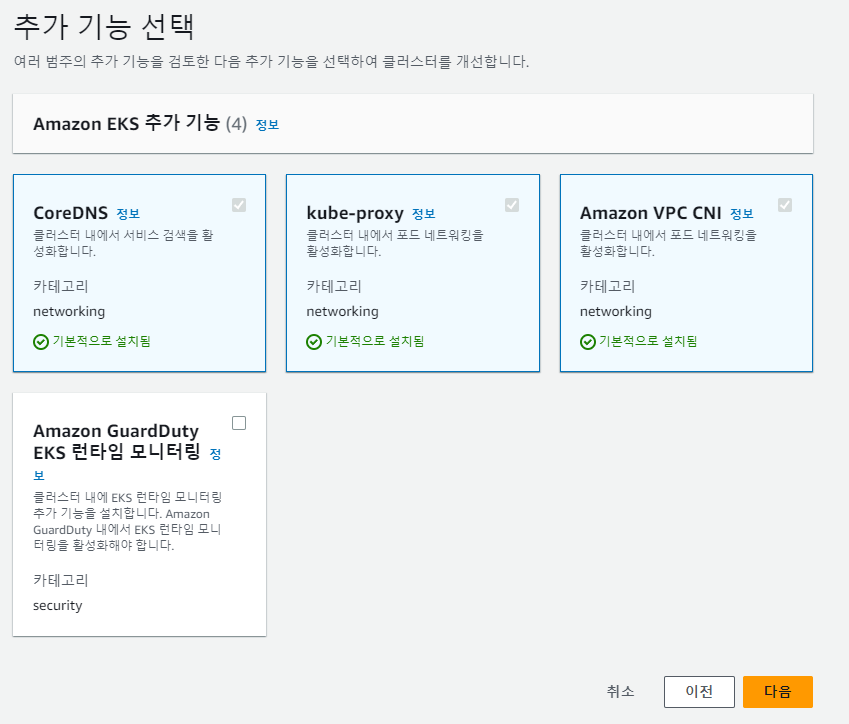 추가 기능 선택
여러 범주의 추가 기능을 검토한 다음 추가 기능을 선택하여 클러스터를 개선합니다.
Amazon EKS 추가 기능 (4) 정보
CoreDNS 정보
클러스터 내에서 서비스 검색을 활
성화합니다.
카테고리
networking
기본적으로 설치됨
kube-proxy 정보
클러스터 내에서 포드 네트워킹을
활성화합니다.
카테고리
networking
기본적으로 설치됨
Amazon VPC CNI 정보
클러스터 내에서 포드 네트워킹을
활성화합니다.
카테고리
networking
기본적으로 설치됨
Amazon GuardDuty
EKS 런타임 모니터링 정
보
클러스터 내에 EKS 런타임 모니터링
추가 기능을 설치합니다. Amazon
GuardDuty 내에서 EKS 런타임 모니
터링을 활성화해야 합니다.
카테고리
security
취소
이전
다음